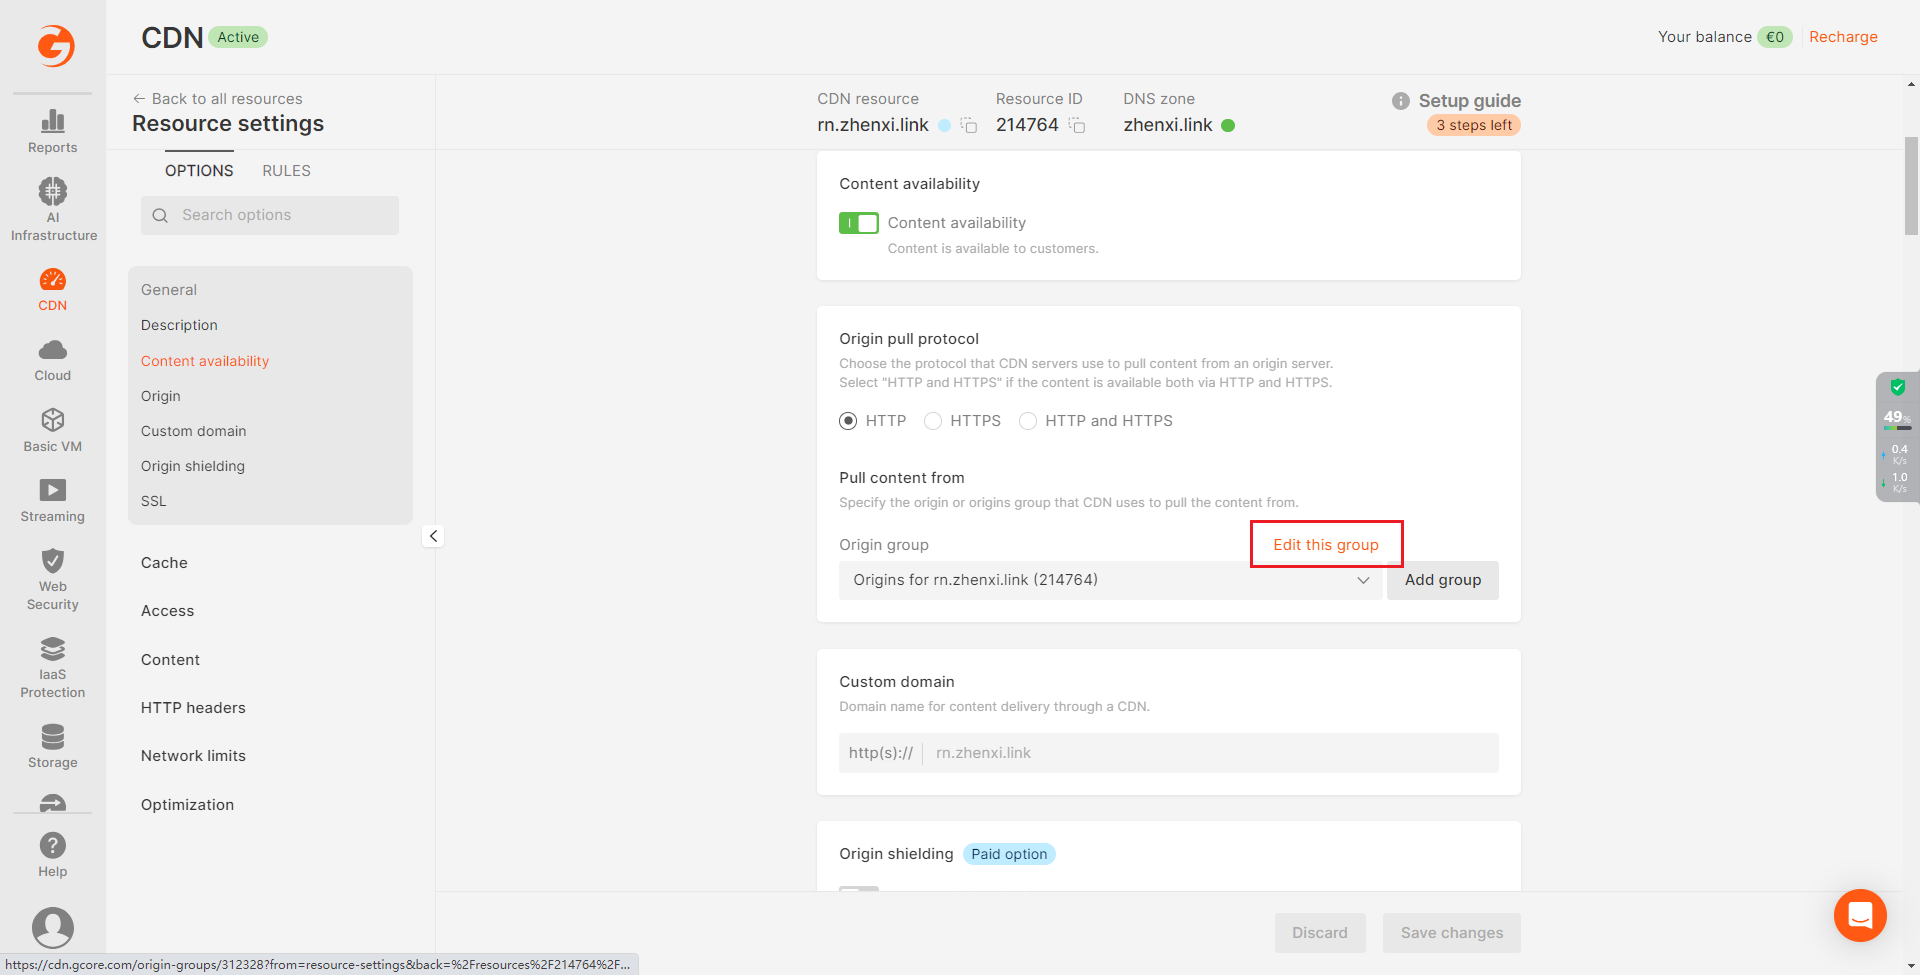 CDN Active
Your balance €0 Recharge
Reports
AI
Infrastructure
CDN
Cloud
Basic VM
Streaming
Web
Security
IaaS
Protection
Storage
Help
← Back to all resources
Resource settings
OPTIONS RULES
Search options
General
Description
Content availability
Origin
Custom domain
Origin shielding
SSL
Cache
Access
Content
HTTP headers
Network limits
Optimization
CDN resource
rn.zhenxi.link
Resource ID
214764
DNS zone
zhenxi.link
Setup guide
3 steps left
Content availability
Content availability
Content is available to customers.
Origin pull protocol
Choose the protocol that CDN servers use to pull content from an origin server.
Select "HTTP and HTTPS" if the content is available both via HTTP and HTTPS.
HTTP HTTPS HTTP and HTTPS
Pull content from
Specify the origin or origins group that CDN uses to pull the content from.
Origin group Edit this group
Origins for rn.zhenxi.link (214764) Add group
Custom domain
Domain name for content delivery through a CDN.
http(s):// rn.zhenxi.link
Origin shielding Paid option
Discard Save changes
49%
0.4
K/s
1.0
K/s
https://cdn.gcore.com/origin-groups/312328?from=resource-settings&back=%2Fresources%2F214764%2F...